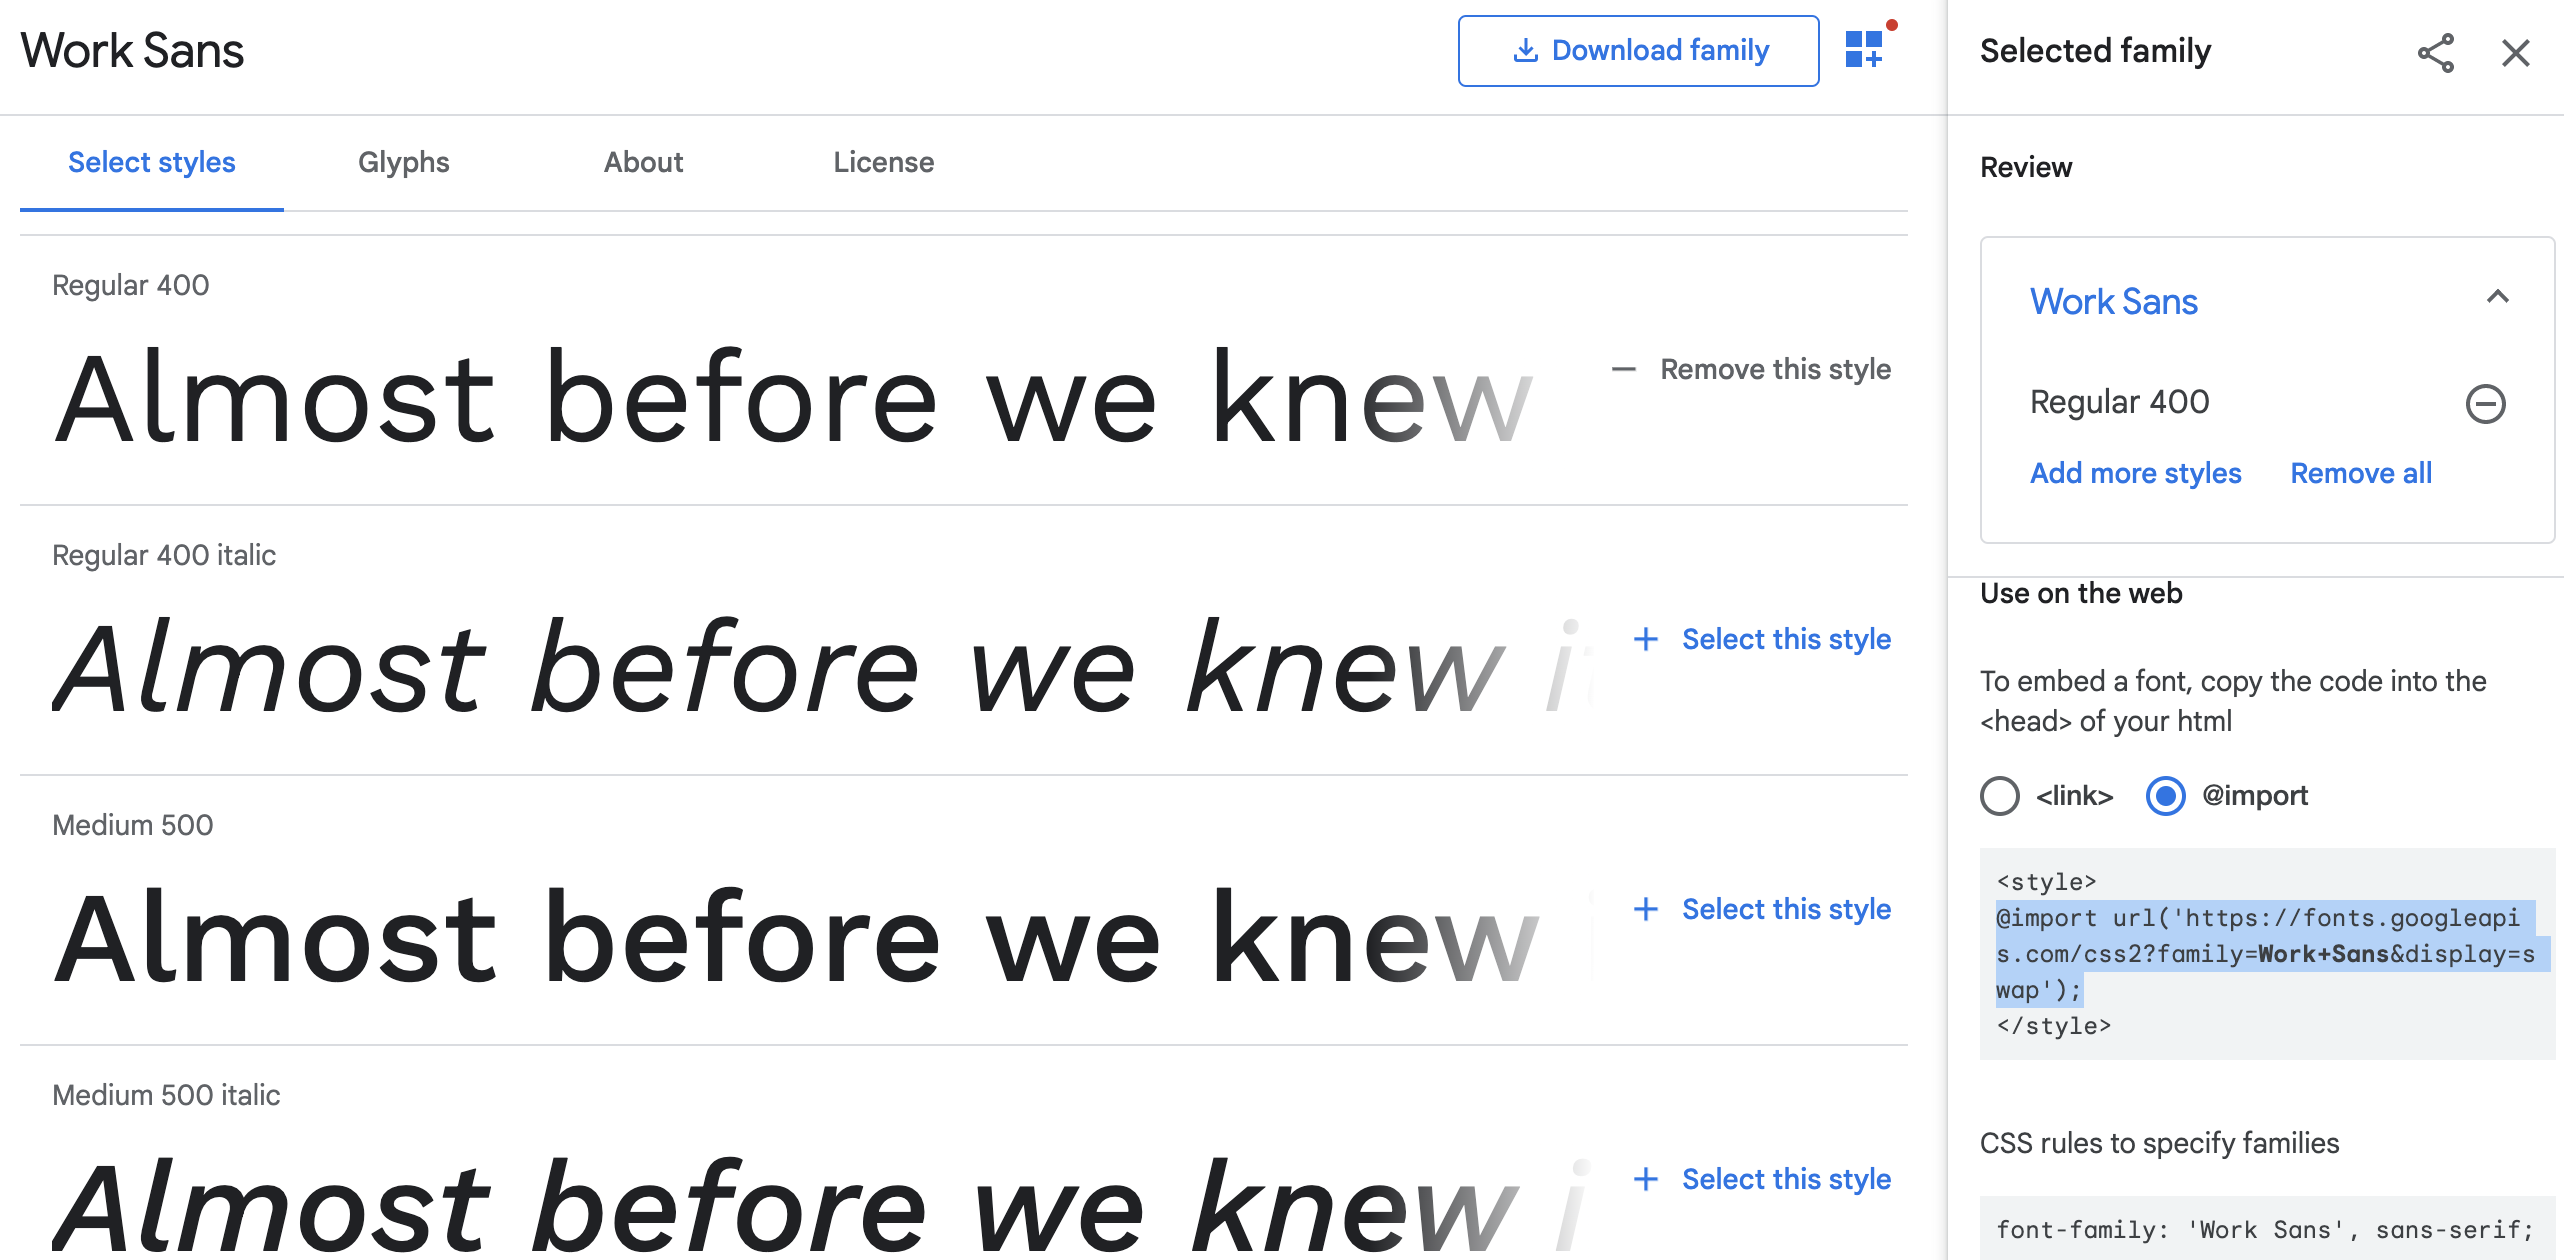 Work Sans
Download family
Select styles
Glyphs
About
License
Regular 400
Almost before we knew
Remove this style
Regular 400 italic
Almost before we knew i
Select this style
Medium 500
Almost before we knew
Select this style
Medium 500 italic
Almost before we knew i
Select this style
Selected family
Review
Work Sans
Regular 400
Add more styles
Remove all
Use on the web
To embed a font, copy the code into the
<head> of your html
<link>
@import
<style>
@import url('https://fonts.googleapi
s.com/css2?family=Work+Sans&display=s
wap');
</style>
CSS rules to specify families
font-family: 'Work Sans', sans-serif;